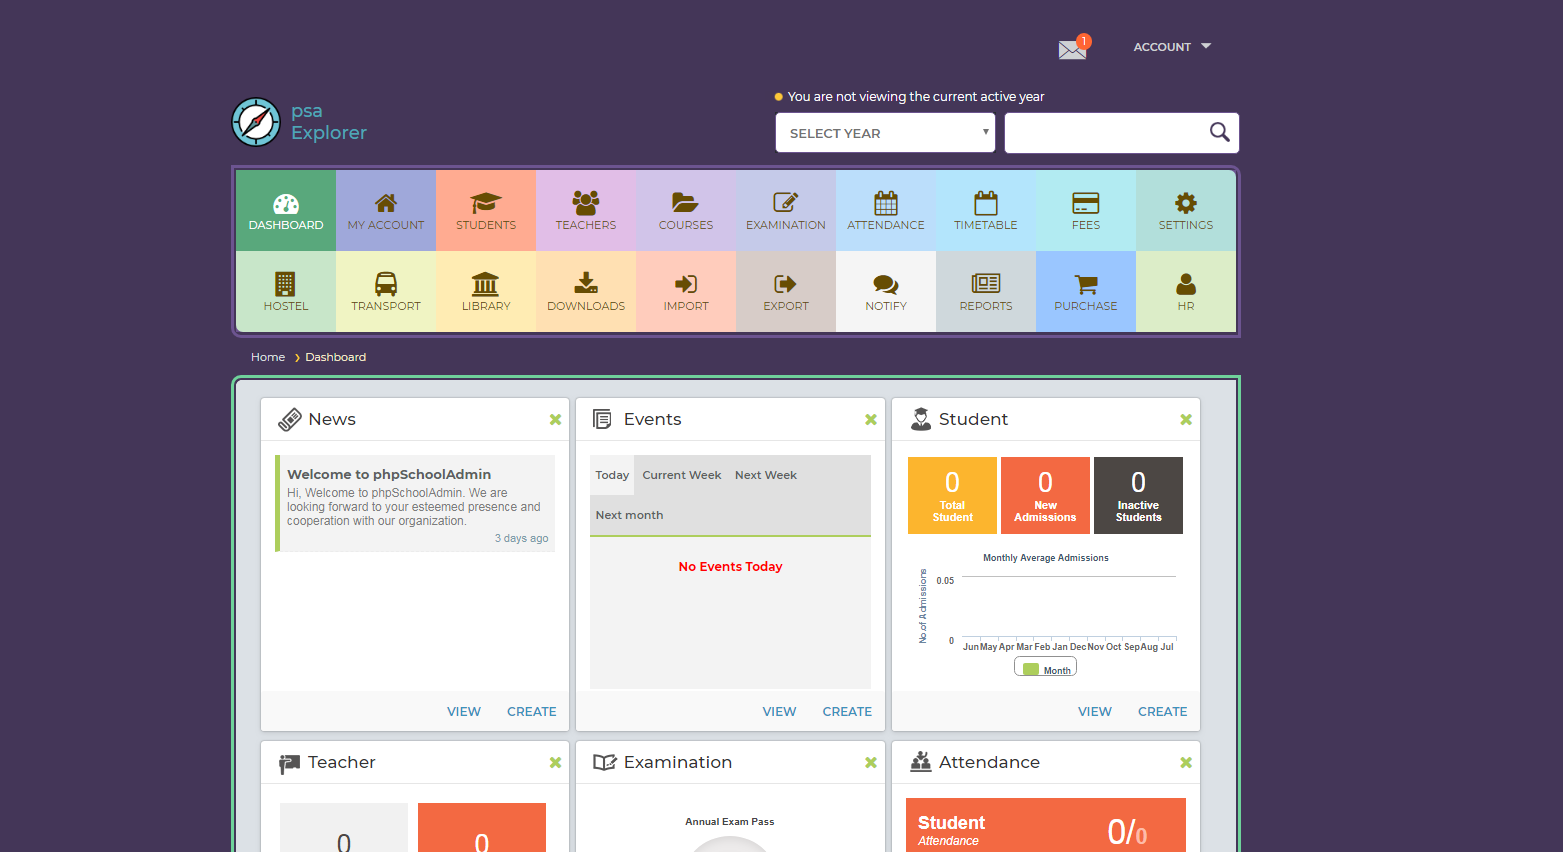 1
ACCOUNT
psa
Explorer
You are not viewing the current active year
SELECT YEAR
DASHBOARD
MY ACCOUNT
STUDENTS
TEACHERS
COURSES
EXAMINATION
ATTENDANCE
TIMETABLE
FEES
SETTINGS
HOSTEL
TRANSPORT
LIBRARY
DOWNLOADS
IMPORT
EXPORT
NOTIFY
REPORTS
PURCHASE
HR
Home › Dashboard
News
Welcome to phpSchoolAdmin
Hi, Welcome to phpSchoolAdmin. We are
looking forward to your esteemed presence and
cooperation with our organization.
3 days ago
VIEW CREATE
Events
Today Current Week Next Week
Next month
No Events Today
VIEW CREATE
Student
0
Total
Student
0
New
Admissions
0
Inactive
Students
Monthly Average Admissions
No.of Admissions
0.05
0
Jun May Apr Mar Feb Jan Dec Nov Oct Sep Aug Jul
Month
VIEW CREATE
Teacher
0
0
Examination
Annual Exam Pass
Attendance
Student
Attendance
0/0